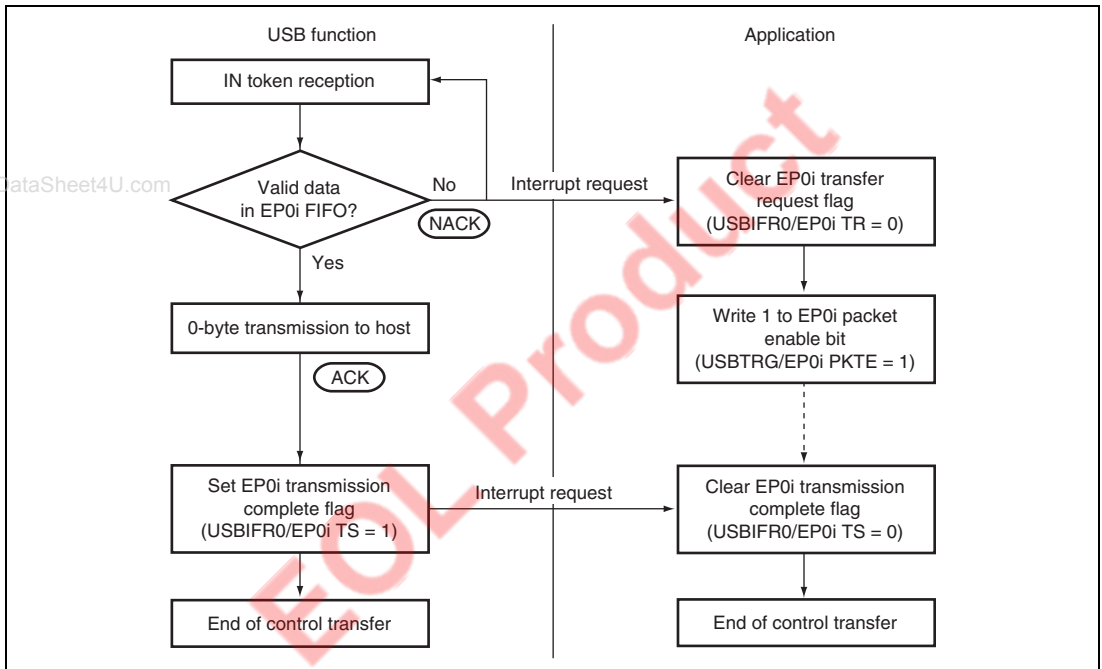 USB function
Application
IN token reception
DataSheet4U.com
Valid data
in EP0i FIFO?
No
NACK
Interrupt request
Clear EP0i transfer
request flag
(USBIFR0/EP0i TR = 0)
Yes
0-byte transmission to host
ACK
Write 1 to EP0i packet
enable bit
(USBTRG/EP0i PKTE = 1)
Set EP0i transmission
complete flag
(USBIFR0/EP0i TS = 1)
Interrupt request
Clear EP0i transmission
complete flag
(USBIFR0/EP0i TS = 0)
End of control transfer
End of control transfer
EOL Product